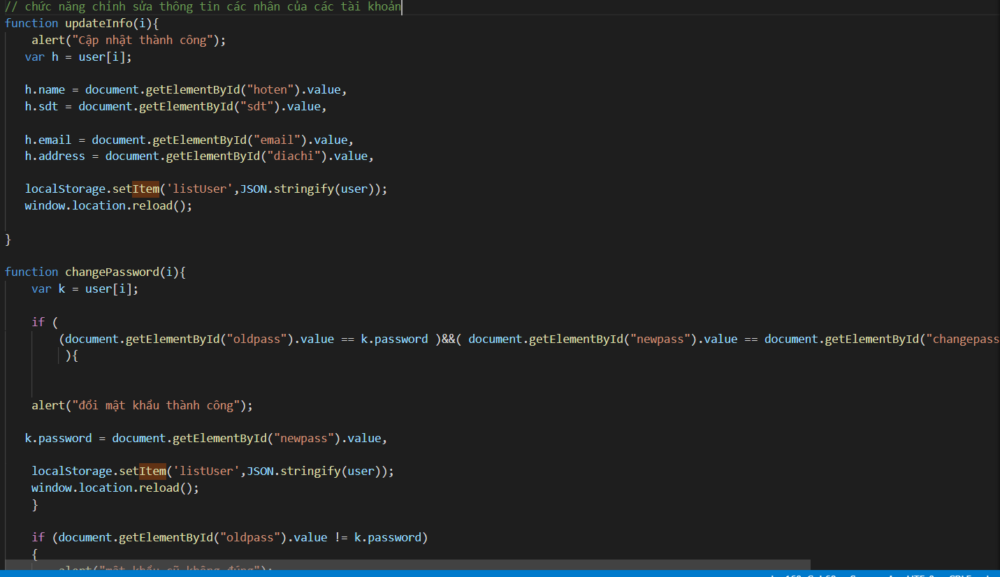 // chức năng chỉnh sửa thông tin các nhân của các tài khoản
function updateInfo(i){
alert("Cập nhật thành công");
var h = user[i];
h.name = document.getElementById("hoten").value,
h.sdt = document.getElementById("sdt").value,
h.email = document.getElementById("email").value,
h.address = document.getElementById("diachi").value,
localStorage.setItem('listUser',JSON.stringify(user));
window.location.reload();
}
function changePassword(i){
var k = user[i];
if (
(document.getElementById("oldpass").value == k.password )&&( document.getElementById("newpass").value == document.getElementById("changepass
){
alert("đổi mật khẩu thành công");
k.password = document.getElementById("newpass").value,
localStorage.setItem('listUser',JSON.stringify(user));
window.location.reload();
}
if (document.getElementById("oldpass").value != k.password)
{
alert("mật khẩu cũ không đúng");